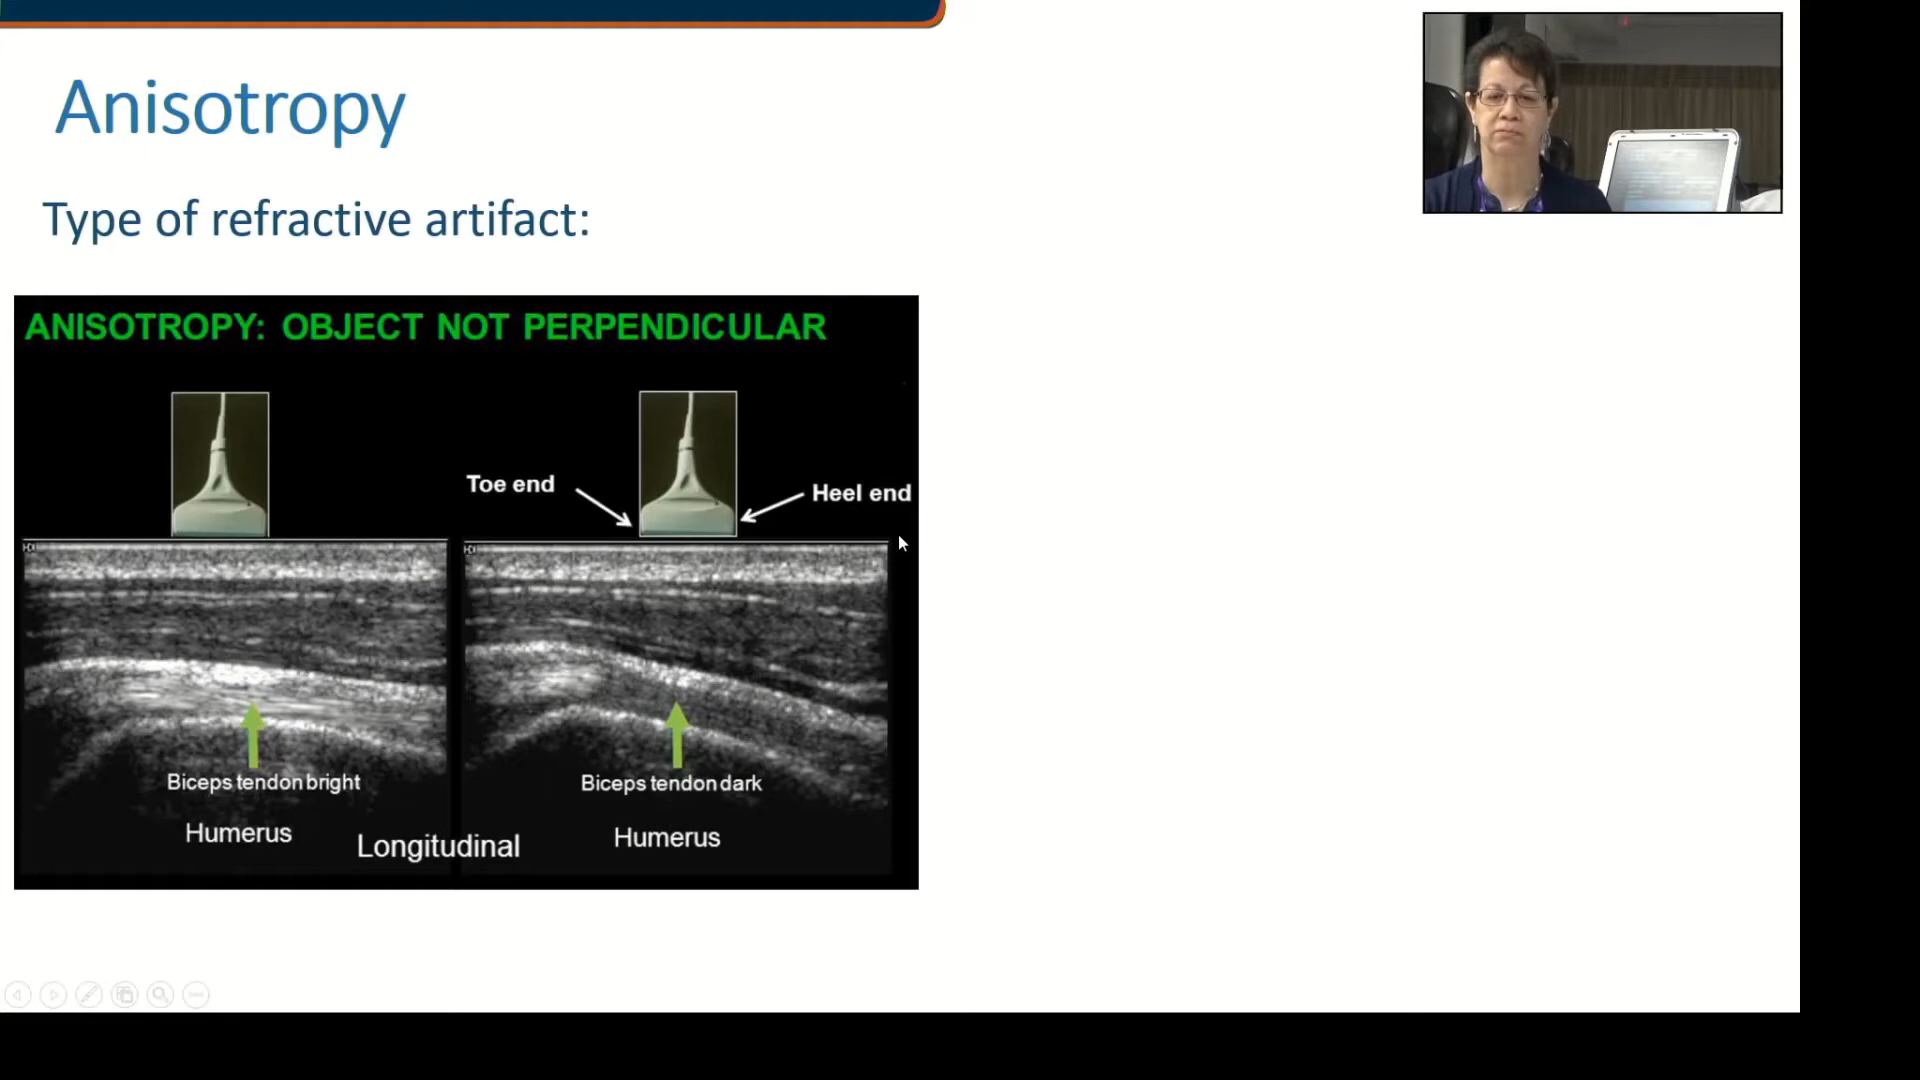 Anisotropy
Type of refractive artifact:
ANISOTROPY: OBJECT NOT PERPENDICULAR
Toe end
Heel end
Biceps tendon bright
Biceps tendon dark
Humerus
Longitudinal
Humerus